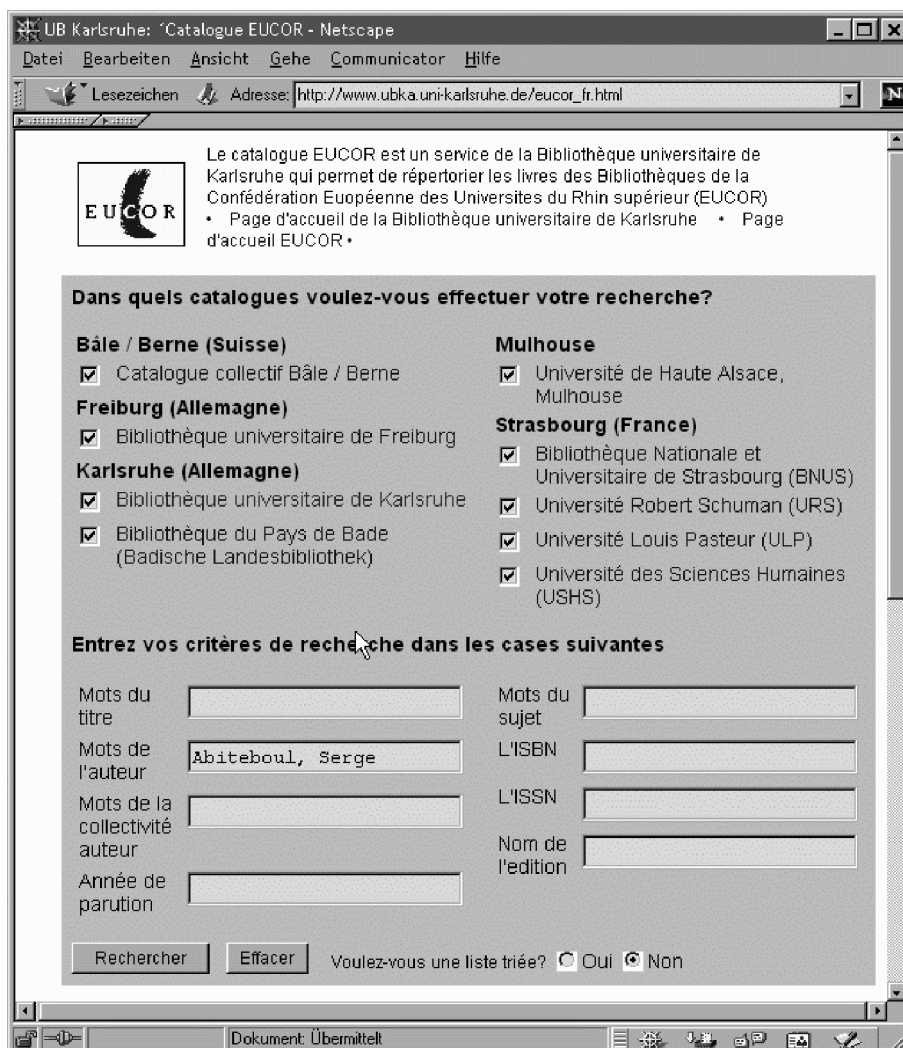 UB Karlsruhe: ´Catalogue EUCOR - Netscape
Datei Bearbeiten Ansicht Gehe Communicator Hilfe
Lesezeichen Adresse: http://www.ubka.uni-karlsruhe.de/eucor_fr.html N
EUCOR
Le catalogue EUCOR est un service de la Bibliothèque universitaire de
Karlsruhe qui permet de répertorier les livres des Bibliothèques de la
Confédération Euopéenne des Universites du Rhin supérieur (EUCOR)
• Page d'accueil de la Bibliothèque universitaire de Karlsruhe • Page
d'accueil EUCOR •
Dans quels catalogues voulez-vous effectuer votre recherche?
Bâle / Berne (Suisse)
Catalogue collectif Bâle / Berne
Freiburg (Allemagne)
Bibliothèque universitaire de Freiburg
Karlsruhe (Allemagne)
Bibliothèque universitaire de Karlsruhe
Bibliothèque du Pays de Bade
(Badische Landesbibliothek)
Mulhouse
Université de Haute Alsace,
Mulhouse
Strasbourg (France)
Bibliothèque Nationale et
Universitaire de Strasbourg (BNUS)
Université Robert Schuman (URS)
Université Louis Pasteur (ULP)
Université des Sciences Humaines
(USHS)
Entrez vos critères de recherche dans les cases suivantes
Mots du
titre
Mots de
l'auteur
Abiteboul, Serge
Mots de la
collectivité
auteur
Année de
parution
Mots du
sujet
L'ISBN
L'ISSN
Nom de
l'edition
Rechercher Effacer Voulez-vous une liste triée? Oui Non
Dokument: Übermittelt